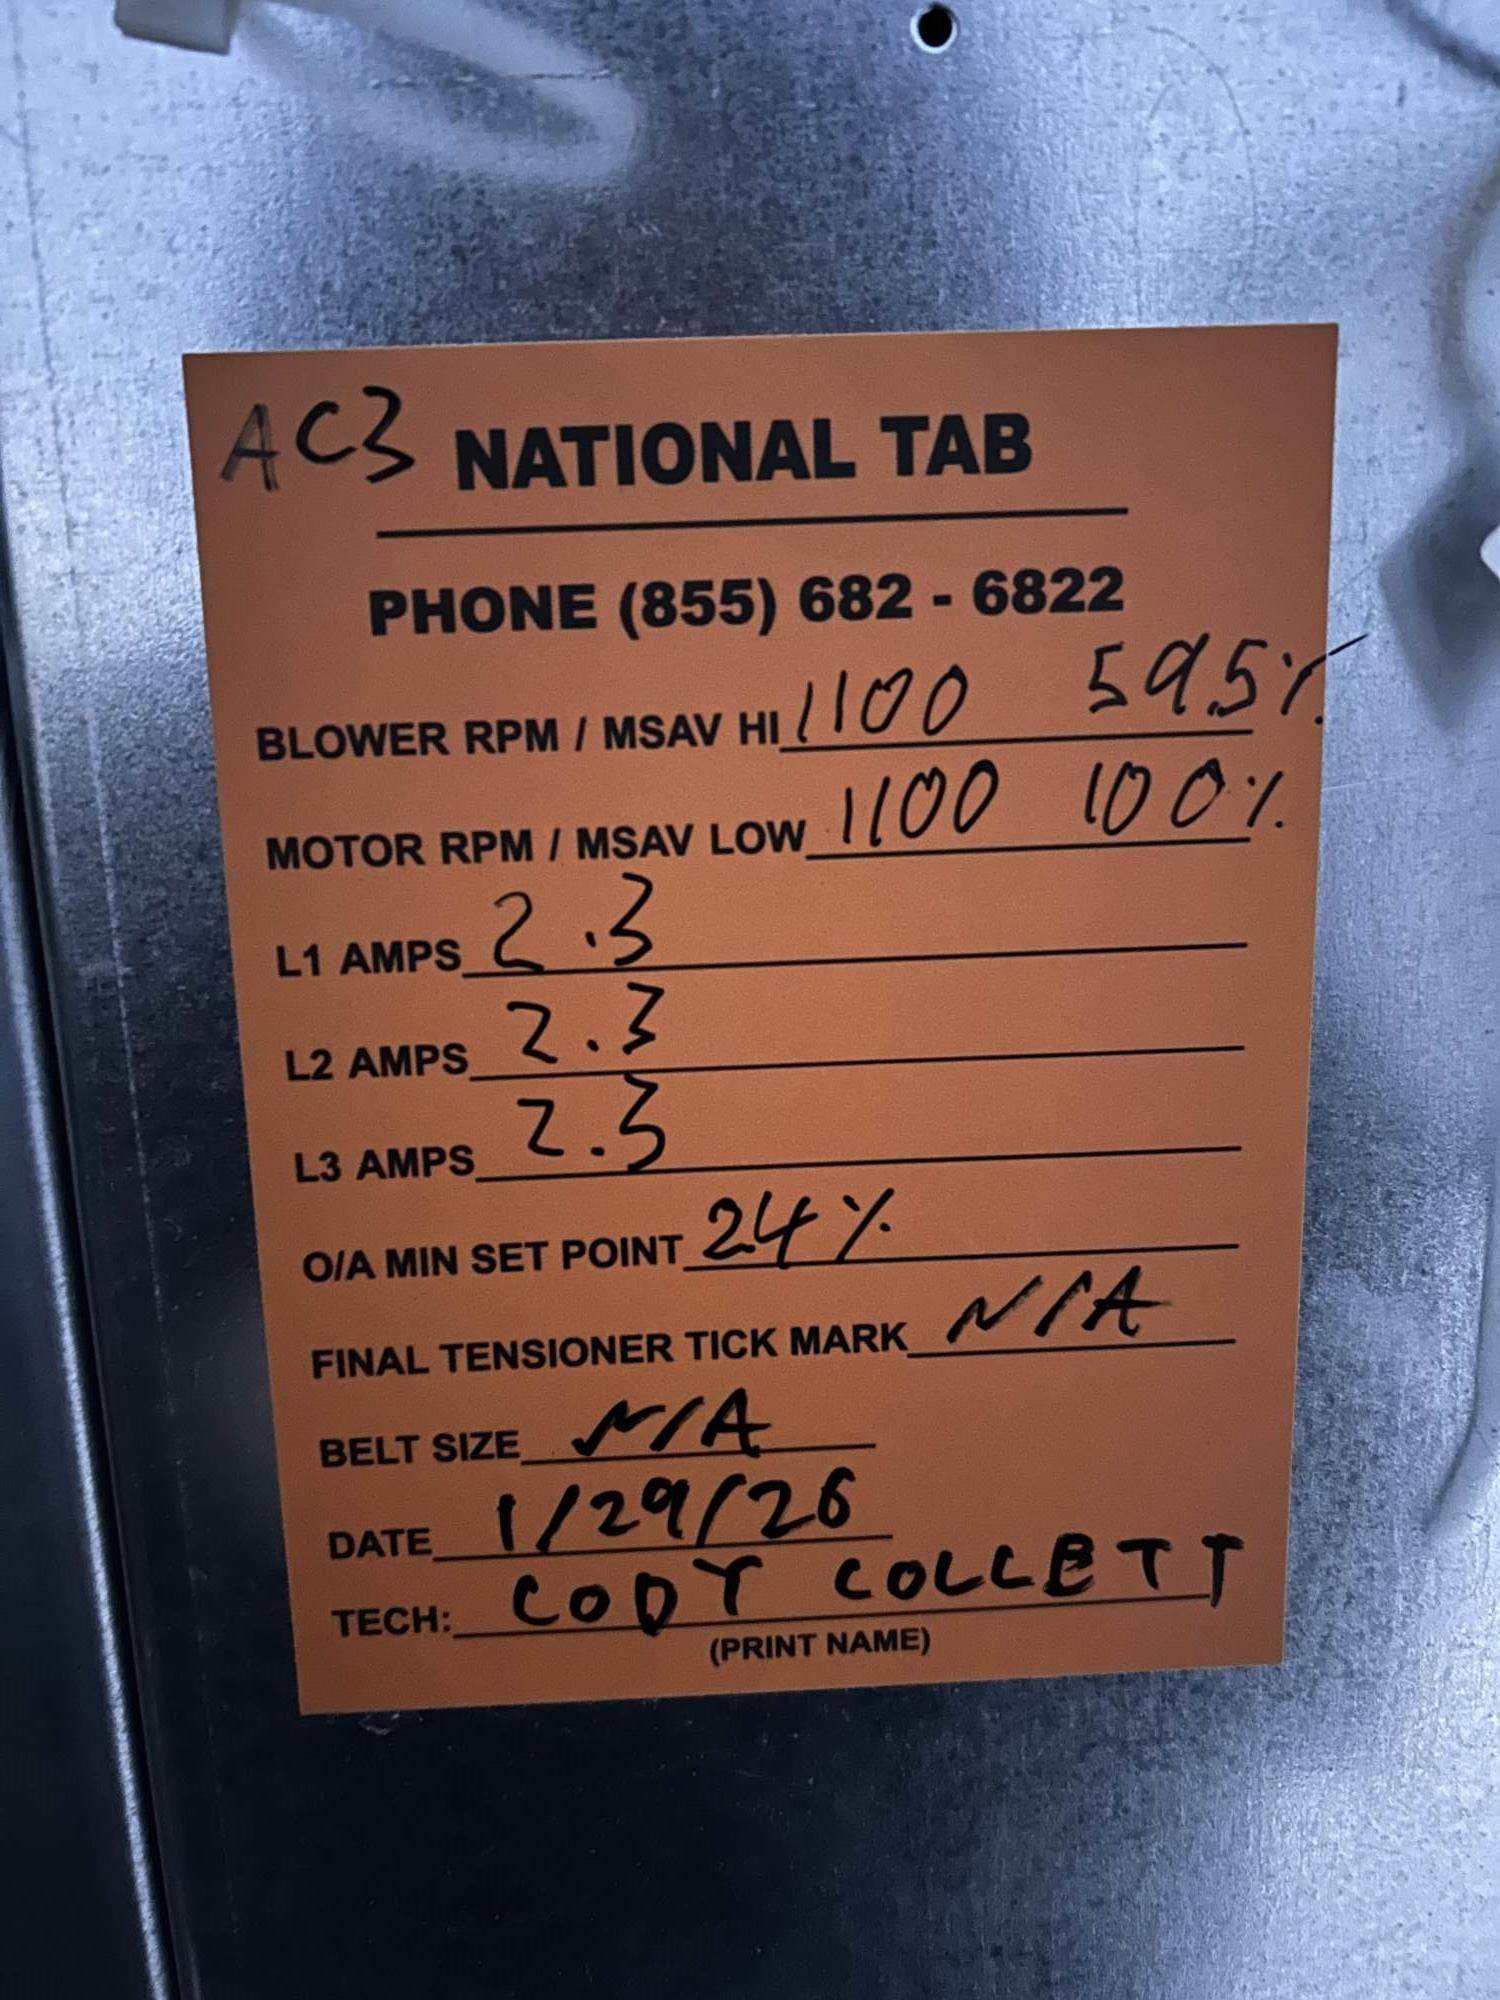 AC3 NATIONAL TAB
PHONE (855) 682 - 6822
BLOWER RPM / MSAV HI 1100 59.5%
MOTOR RPM / MSAV LOW 1100 100%
L1 AMPS 2.3
L2 AMPS 2.3
L3 AMPS 2.3
O/A MIN SET POINT 24%
FINAL TENSIONER TICK MARK N/A
BELT SIZE N/A
DATE 1/29/26
TECH: CODY COLLETT
(PRINT NAME)